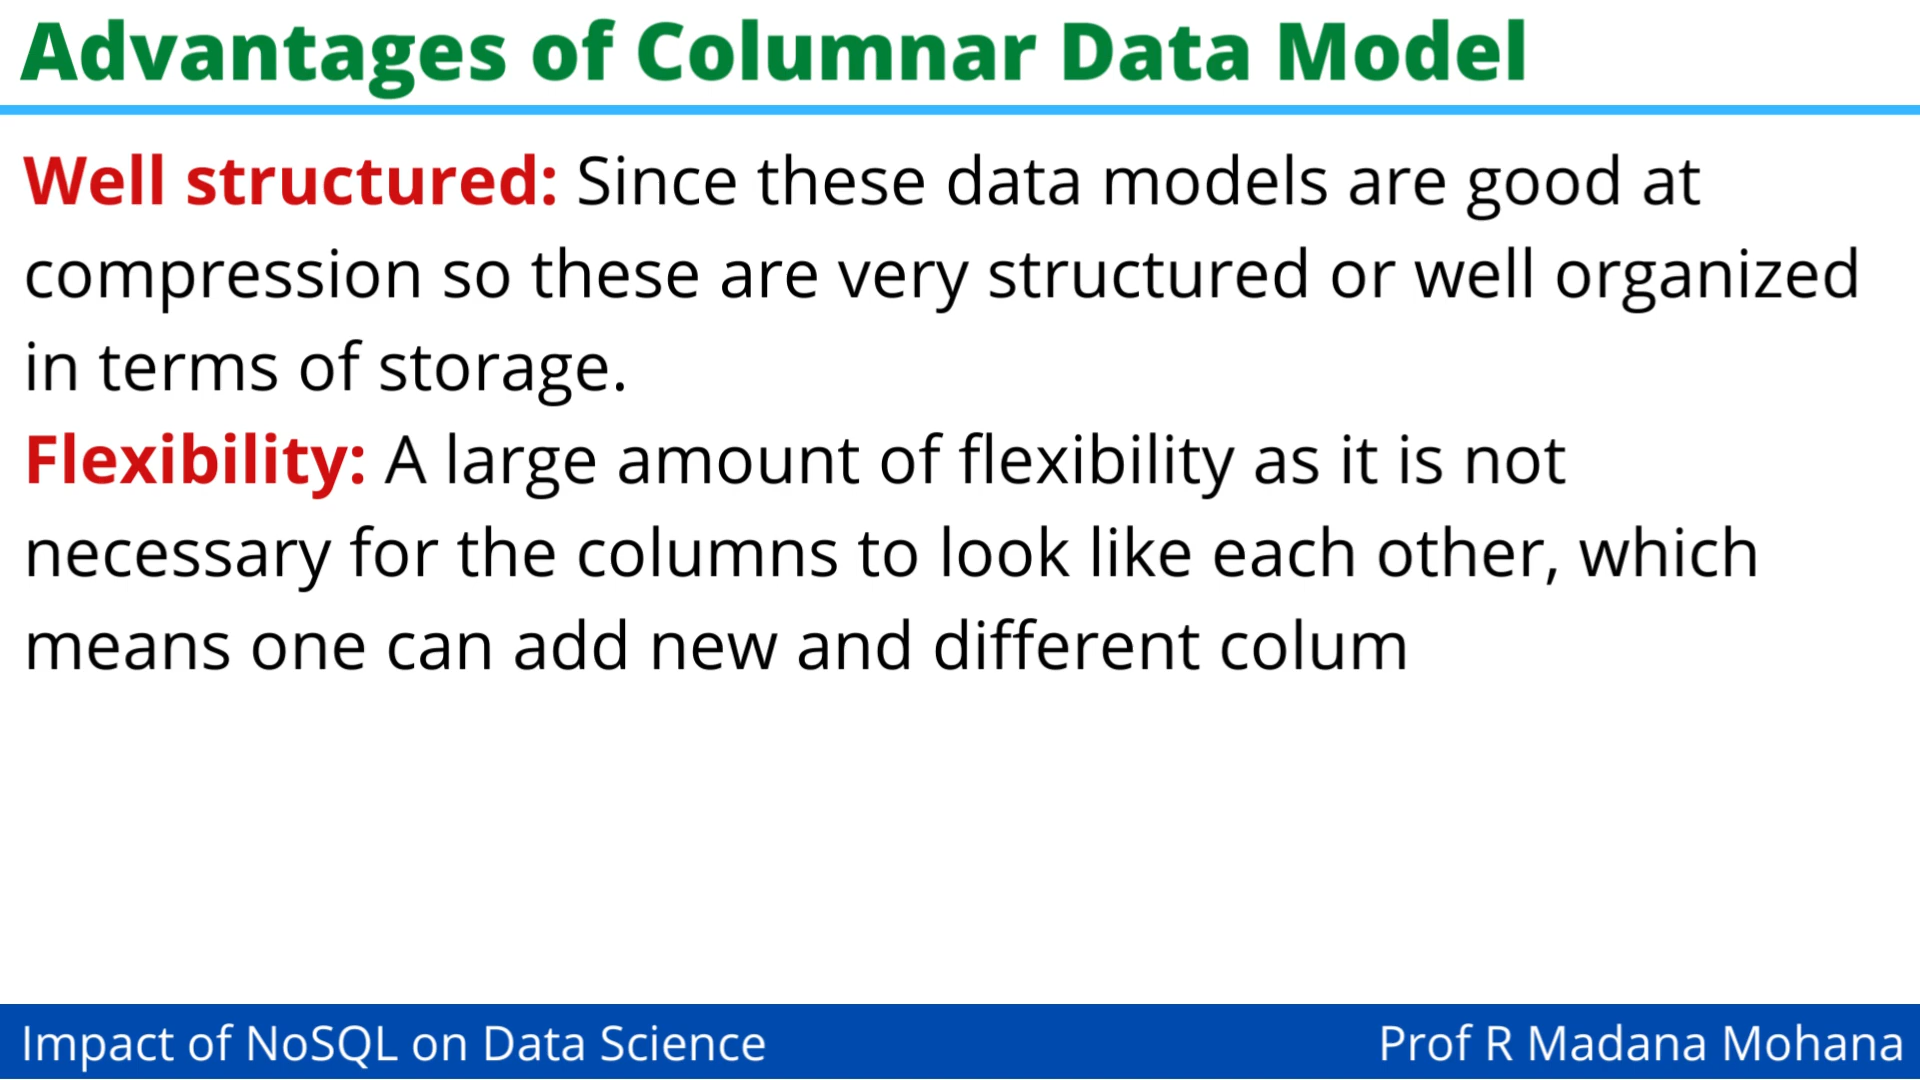 Advantages of Columnar Data Model
Well structured: Since these data models are good at
compression so these are very structured or well organized
in terms of storage.
Flexibility: A large amount of flexibility as it is not
necessary for the columns to look like each other, which
means one can add new and different colum
Impact of NoSQL on Data Science
Prof R Madana Mohana